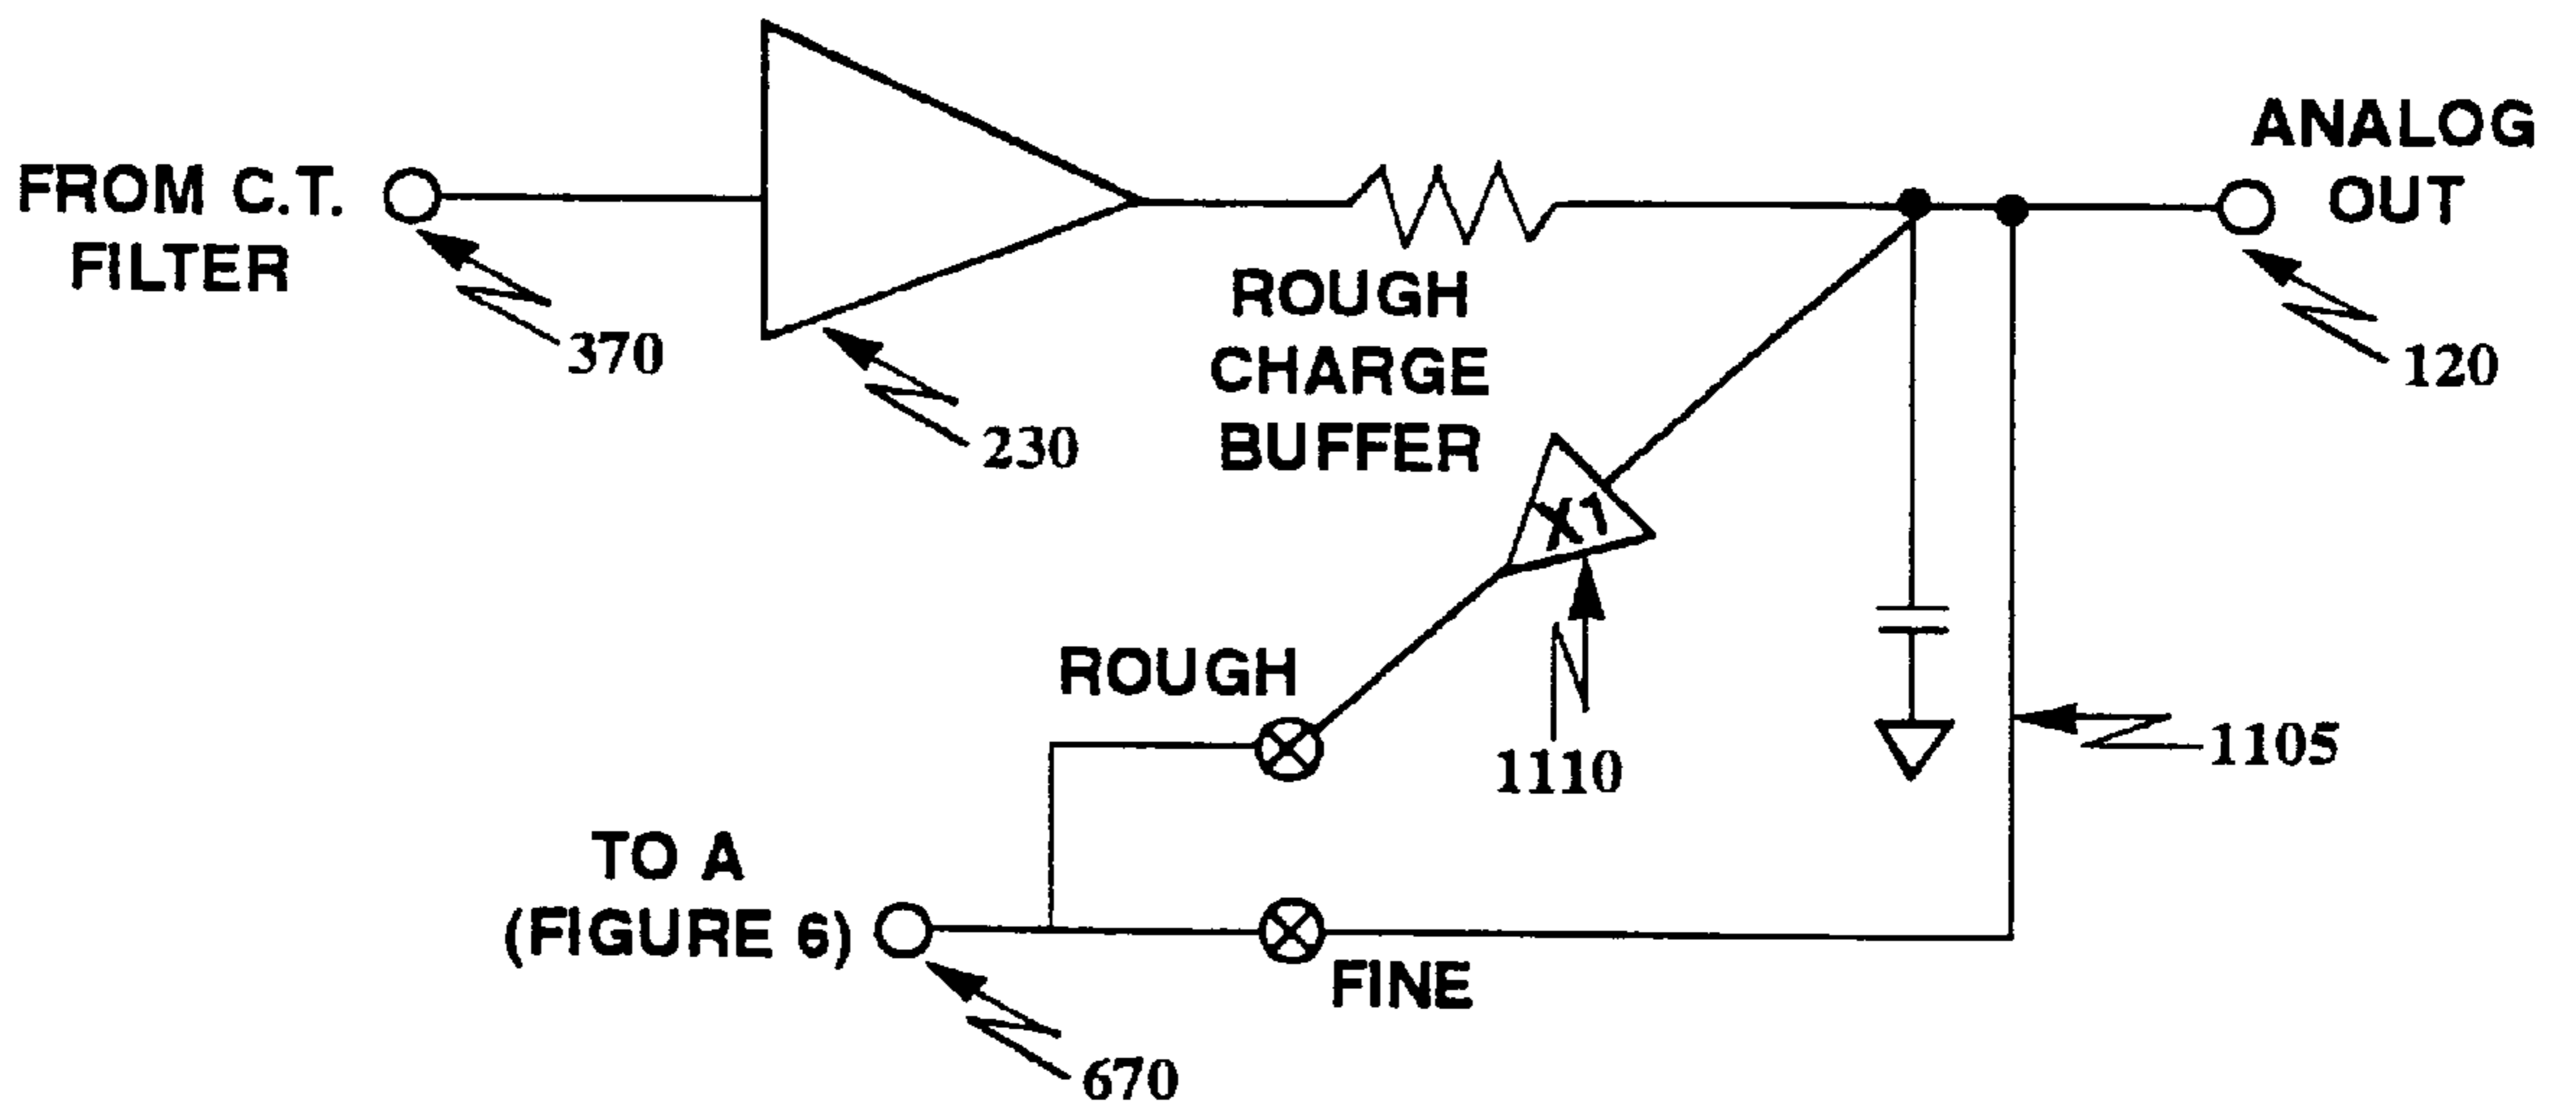 ANALOG
OUT
FROM C.T.
FILTER
370
230
ROUGH
CHARGE
BUFFER
120
X1
ROUGH
1110
1105
TO A
(FIGURE 6)
FINE
670